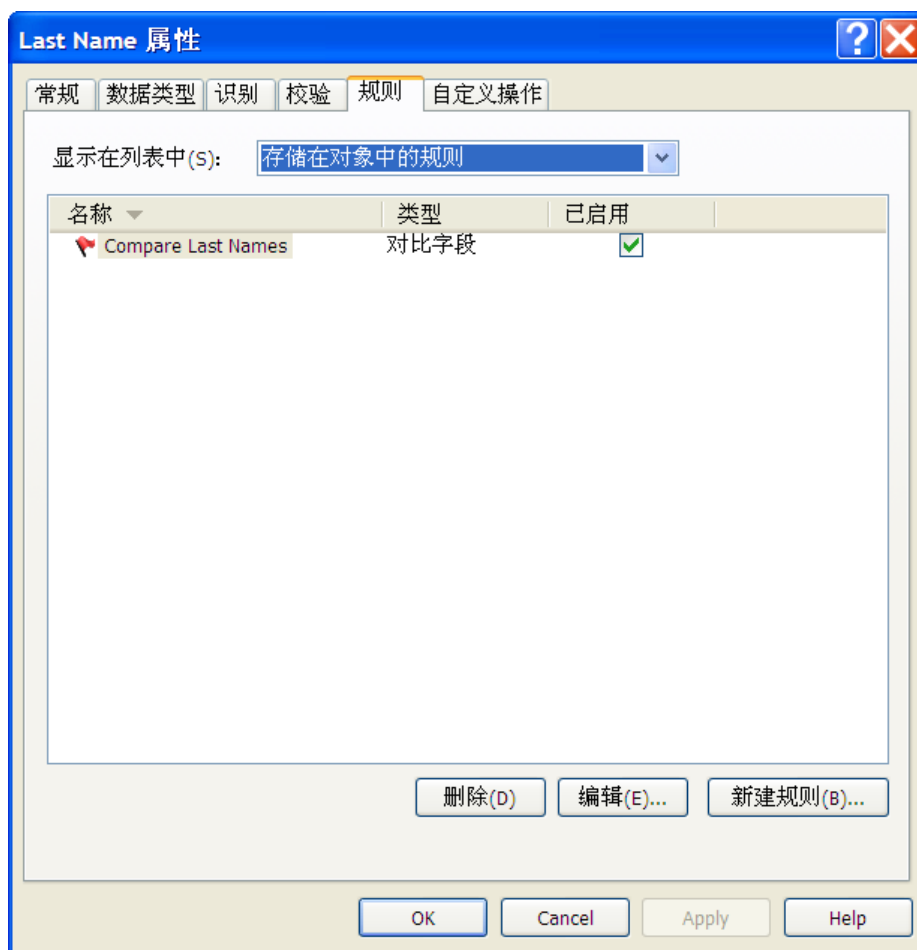 Last Name 属性
常规 数据类型 识别 校验 规则 自定义操作
显示在列表中(S): 存储在对象中的规则
名称 类型 已启用
Compare Last Names 对比字段
删除(D) 编辑(E)... 新建规则(B)...
OK Cancel Apply Help